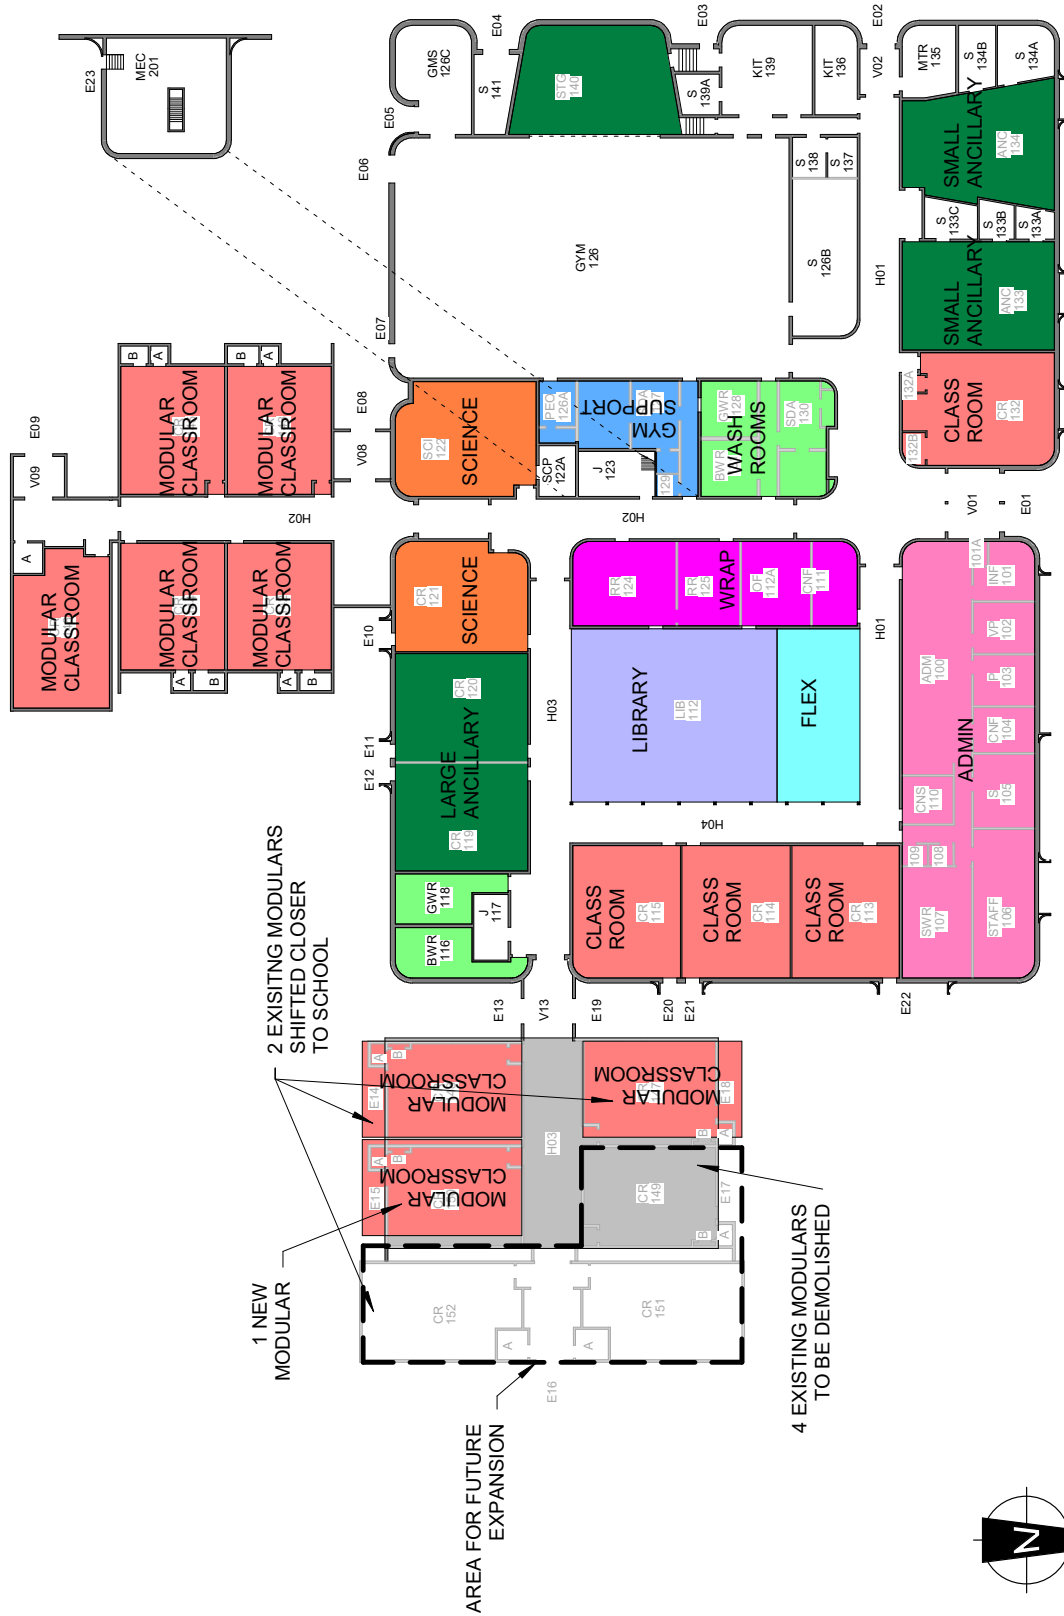 E23
MEC
201
GMS
126C
E04
S
141
STG
140
E03
S
139A
KIT
139
KIT
136
E02
V02
MTR
135
S
134B
S
134A
E05
E06
GYM
126
S
138
S
137
S
126B
H01
ANC
134
SMALL
ANCILLARY
S
133C
S
133B
S
133A
SMALL
ANCILLARY
ANC
133
E07
E09
V09
A
MODULAR
CLASSROOM
B
A
MODULAR
CLASSROOM
B
A
MODULAR
CLASSROOM
E08
V08
H02
MODULAR
CLASSROOM
A
B
MODULAR
CLASSROOM
A
B
SCI
122
SCIENCE
SCP
122A
J
123
PEO
126A
GYM
SUPPORT
129
GWR
128
BWR
WASH
ROOMS
SDA
130
132A
132B
CLASS
ROOM
CR
132
H02
V01
E01
E10
CR
121
SCIENCE
E11
E12
CR
120
LARGE
ANCILLARY
CR
119
H03
RR
124
RR
125
WRAP
OF
112A
CNF
111
LIBRARY
LIB
112
FLEX
H01
H04
101A
INF
101
VP
102
P
103
ADM
100
CNF
104
ADMIN
CNS
110
S
105
109
108
SWR
107
STAFF
106
GWR
118
BWR
116
J
117
CLASS
ROOM
CR
115
CLASS
ROOM
CR
114
CLASS
ROOM
CR
113
E13
V13
E19
E20
E21
E22
2 EXISITNG MODULARS
SHIFTED CLOSER
TO SCHOOL
E14
A
B
MODULAR
CLASSROOM
E15
A
B
MODULAR
CLASSROOM
H03
MODULAR
CLASSROOM
E18
B
A
CR
149
E17
B
A
1 NEW
MODULAR
CR
152
A
CR
151
A
E16
AREA FOR FUTURE
EXPANSION
4 EXISTING MODULARS
TO BE DEMOLISHED
N